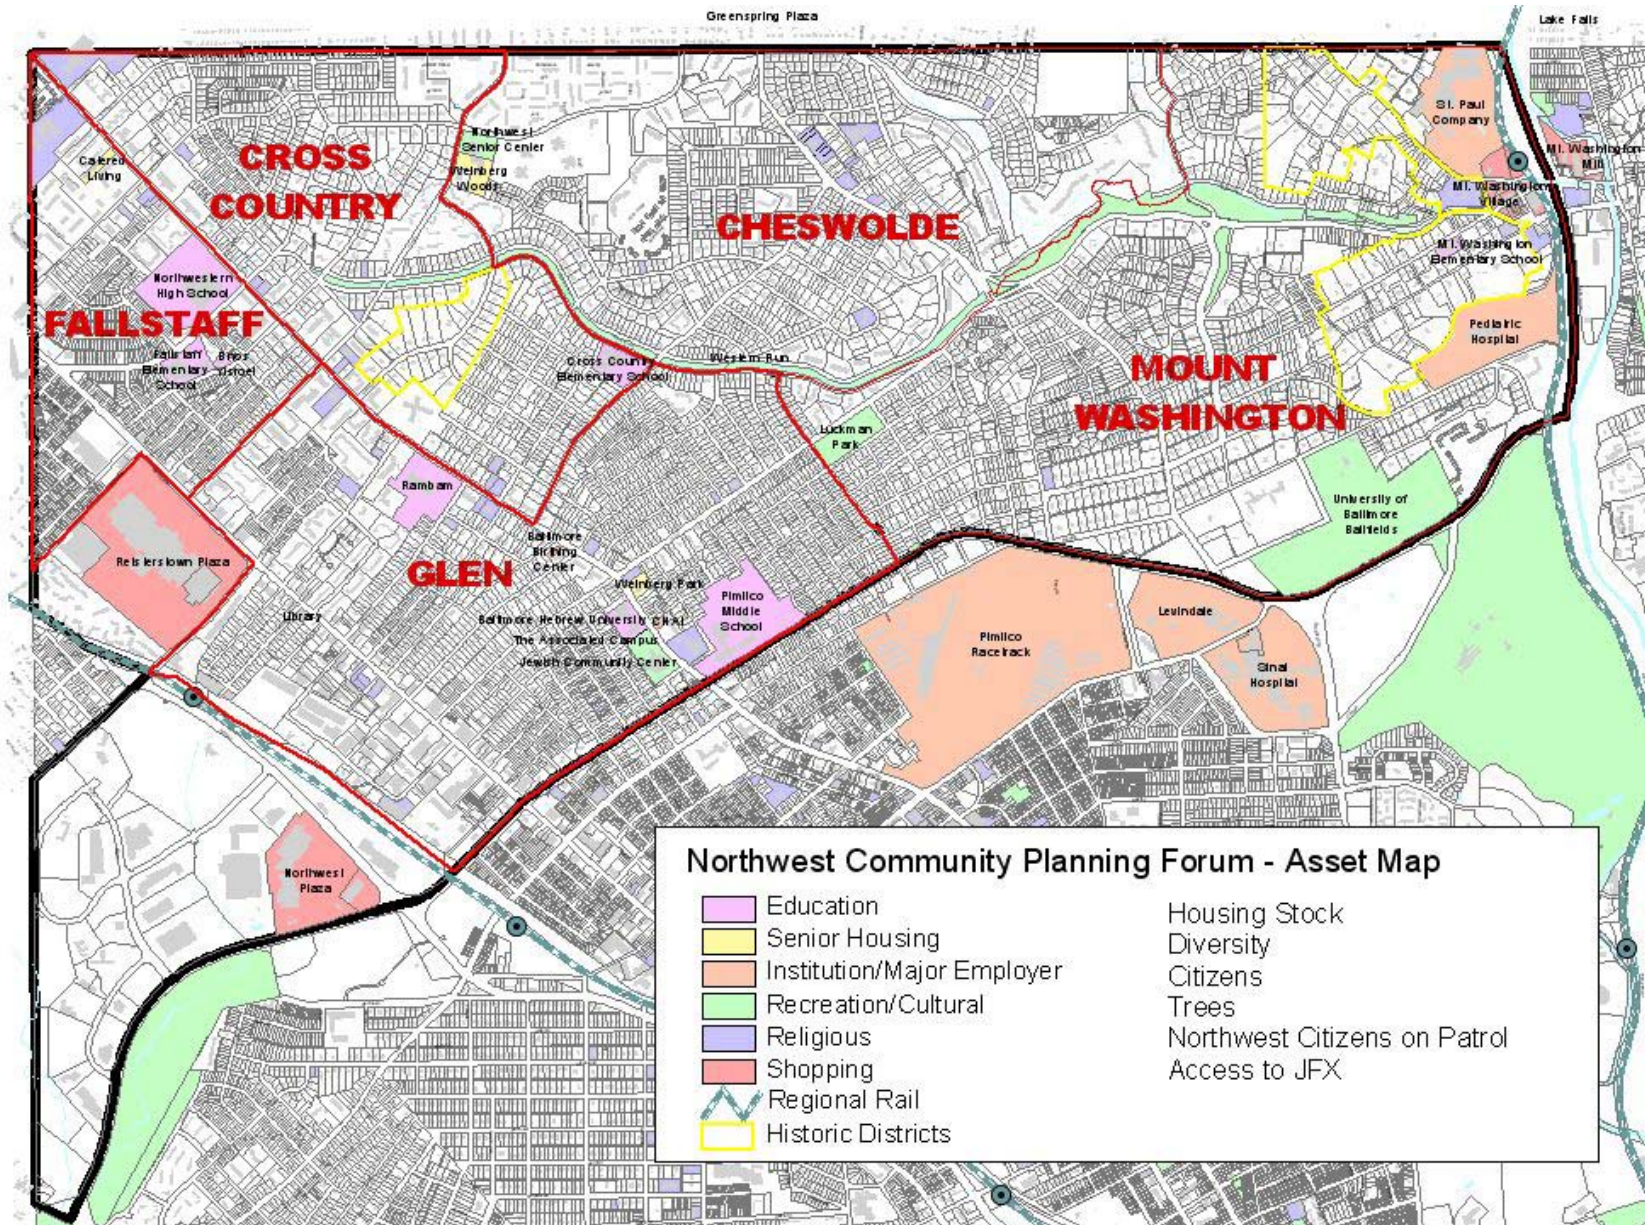 Greenspring Plaza
Lake Falls
St. Paul
Company
Northwest
Senior Center
Mt. Washington
Mill
CROSS
COUNTRY
Catered
Living
Weinberg
Woods
Mt. Washington
Village
CHESWOLDE
Mt. Washington
Elementary School
Northwestern
High School
FALLSTAFF
Pediatric
Hospital
Fallstaff
Elementary
School
Bnos
Yisroel
Cross Country
Elementary School
Western Run
MOUNT
WASHINGTON
Luckman
Park
Rambam
University of
Baltimore
Ballfields
Baltimore
Birthing
Center
Reisterstown Plaza
GLEN
Weinberg Park
Pimlico
Middle
School
Levindale
Library
Baltimore Hebrew University
CHAI
The Associated Campus
Jewish Community Center
Pimlico
Racetrack
Sinai
Hospital
Northwest
Plaza
Northwest Community Planning Forum - Asset Map
Education
Senior Housing
Institution/Major Employer
Recreation/Cultural
Religious
Shopping
Regional Rail
Historic Districts
Housing Stock
Diversity
Citizens
Trees
Northwest Citizens on Patrol
Access to JFX